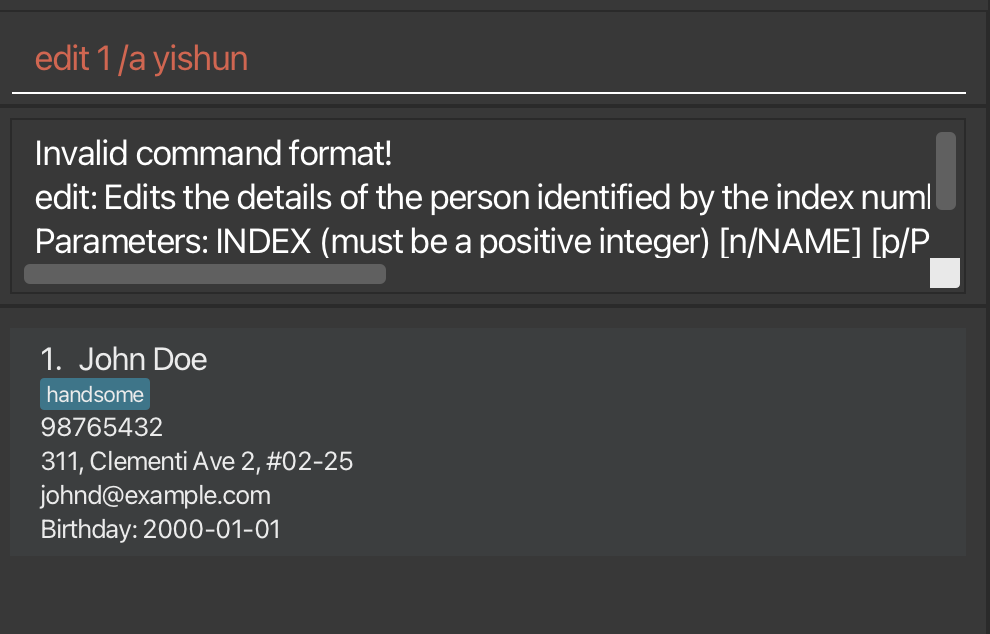 edit 1 /a yishun
Invalid command format!
edit: Edits the details of the person identified by the index
Parameters: INDEX (must be a positive integer) [n/NAME] [p/P
1. John Doe
handsome
98765432
311, Clementi Ave 2, #02-25
johnd@example.com
Birthday: 2000-01-01